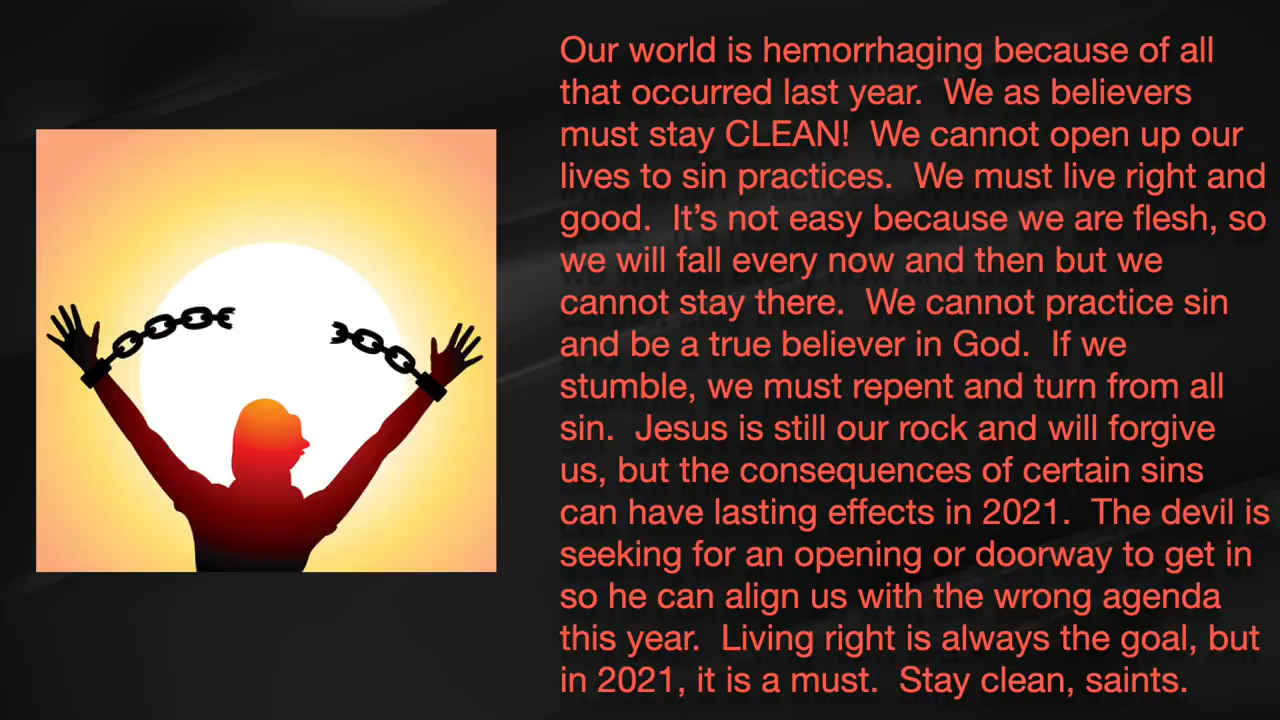 Our world is hemorrhaging because of all
that occurred last year.  We as believers
must stay CLEAN!  We cannot open up our
lives to sin practices.  We must live right and
good.  It’s not easy because we are flesh, so
we will fall every now and then but we
cannot stay there.  We cannot practice sin
and be a true believer in God.  If we
stumble, we must repent and turn from all
sin.  Jesus is still our rock and will forgive
us, but the consequences of certain sins
can have lasting effects in 2021.  The devil is
seeking for an opening or doorway to get in
so he can align us with the wrong agenda
this year.  Living right is always the goal, but
in 2021, it is a must.  Stay clean, saints.